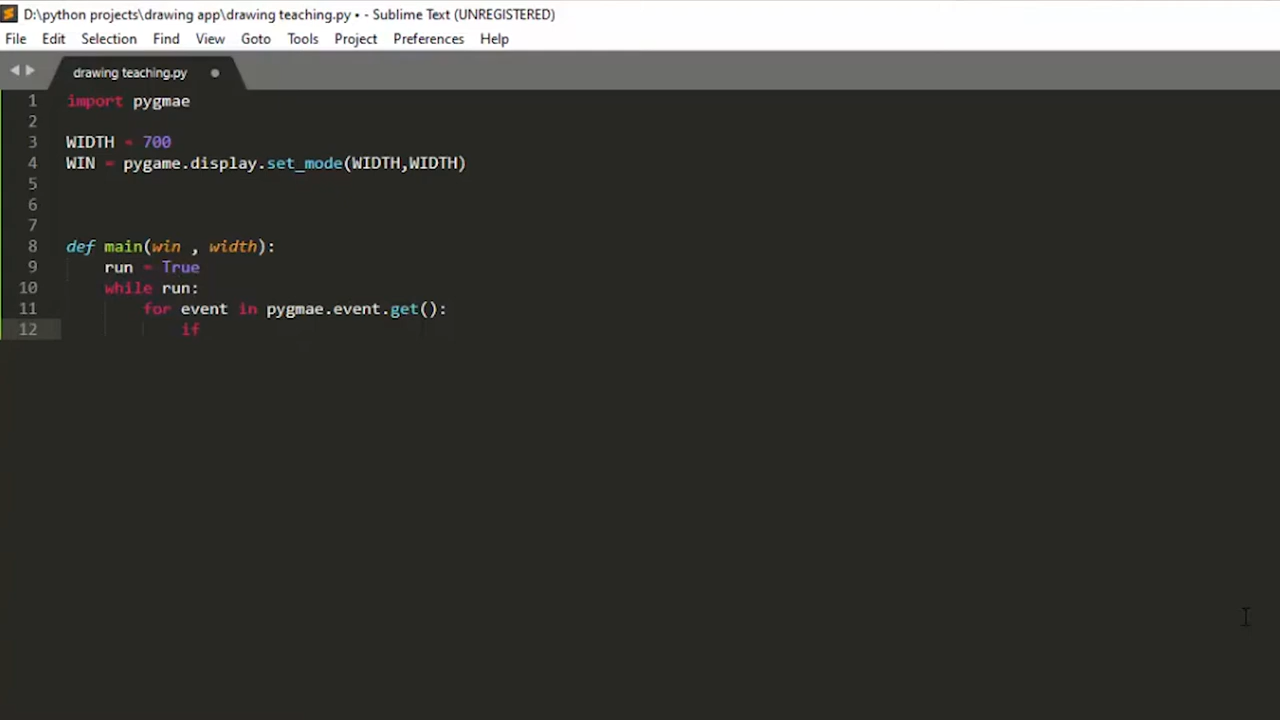 D:\python projects\drawing app\drawing teaching.py • - Sublime Text (UNREGISTERED)
File Edit Selection Find View Goto Tools Project Preferences Help
drawing teaching.py
1 import pygmae
2
3 WIDTH = 700
4 WIN = pygame.display.set_mode(WIDTH,WIDTH)
5
6
7
8 def main(win , width):
9 run = True
10 while run:
11 for event in pygmae.event.get():
12 if